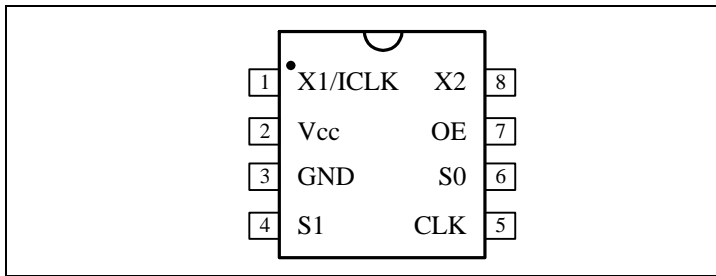 1 X1/ICLK X2 8
2 Vcc OE 7
3 GND S0 6
4 S1 CLK 5